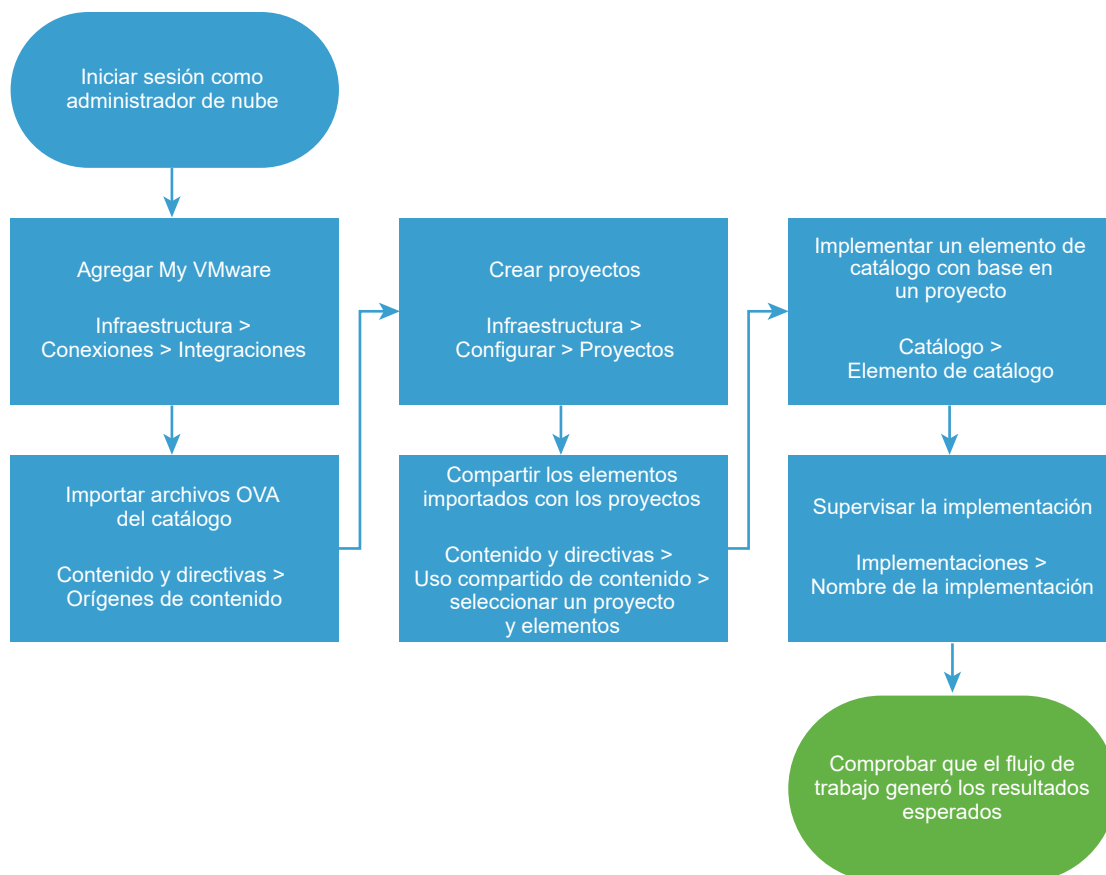 Iniciar sesión como
administrador de nube
Agregar My VMware
Infraestructura >
Conexiones > Integraciones
Importar archivos OVA
del catálogo
Contenido y directivas >
Orígenes de contenido
Crear proyectos
Infraestructura >
Configurar > Proyectos
Compartir los elementos
importados con los proyectos
Contenido y directivas >
Uso compartido de contenido >
seleccionar un proyecto
y elementos
Implementar un elemento de
catálogo con base en
un proyecto
Catálogo >
Elemento de catálogo
Supervisar la implementación
Implementaciones >
Nombre de la implementación
Comprobar que el flujo de
trabajo generó los resultados
esperados